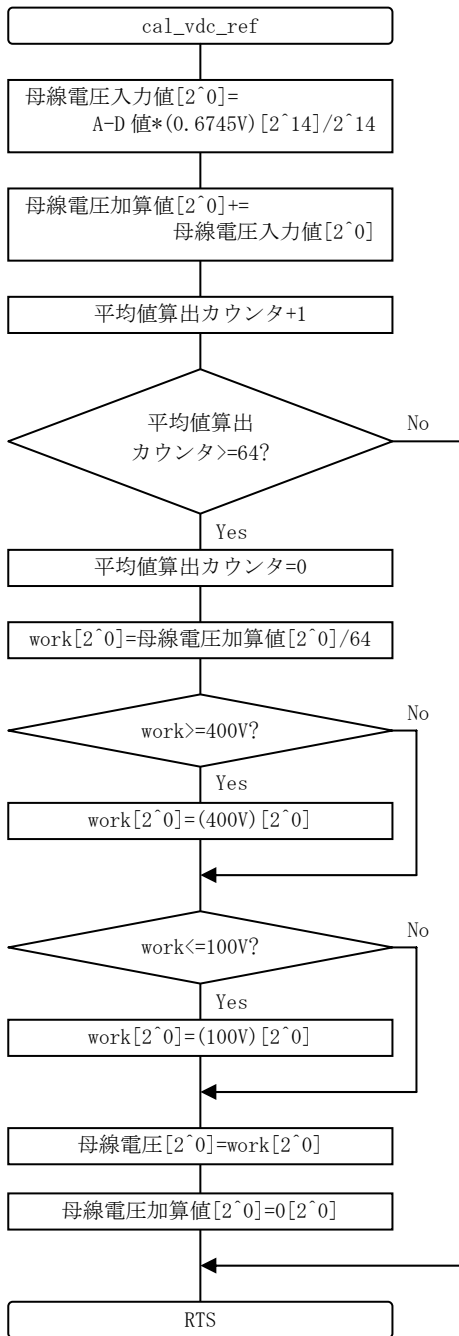 cal_vdc_ref
母線電圧入力値[2^0]=
A-D 値*(0.6745V)[2^14]/2^14
母線電圧加算値[2^0]+=
母線電圧入力値[2^0]
平均値算出カウンタ+1
平均値算出
カウンタ>=64?
No
Yes
平均値算出カウンタ=0
work[2^0]=母線電圧加算値[2^0]/64
work>=400V?
No
Yes
work[2^0]=(400V)[2^0]
work<=100V?
No
Yes
work[2^0]=(100V)[2^0]
母線電圧[2^0]=work[2^0]
母線電圧加算値[2^0]=0[2^0]
RTS